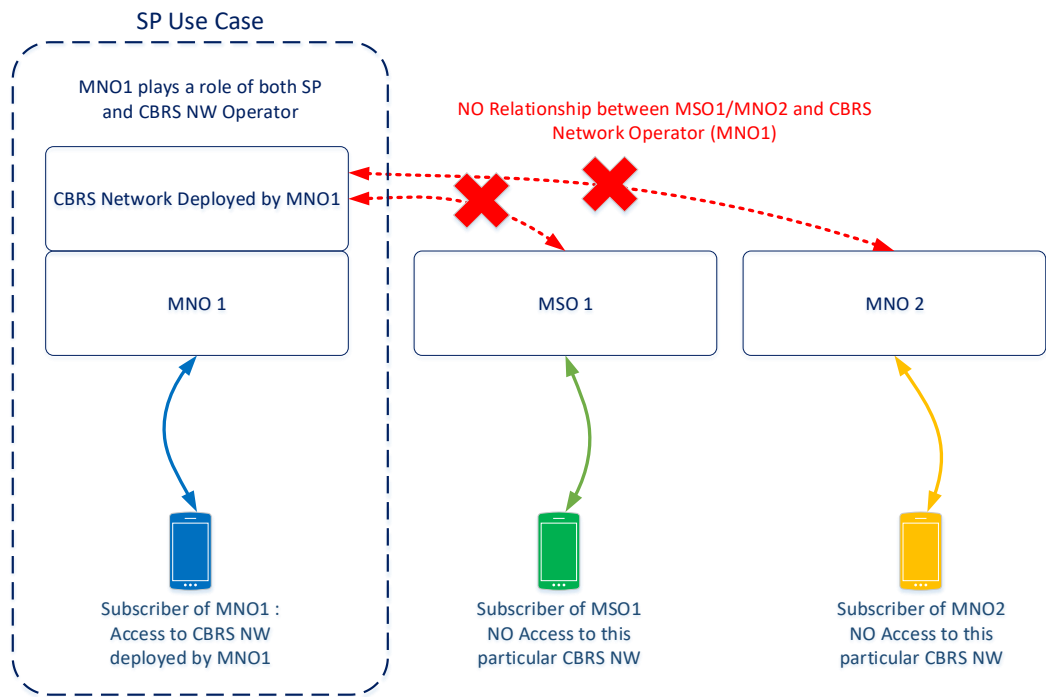 SP Use Case
MNO1 plays a role of both SP
and CBRS NW Operator
NO Relationship between MSO1/MNO2 and CBRS
Network Operator (MNO1)
CBRS Network Deployed by MNO1
MNO 1
MSO 1
MNO 2
Subscriber of MNO1 :
Access to CBRS NW
deployed by MNO1
Subscriber of MSO1
NO Access to this
particular CBRS NW
Subscriber of MNO2
NO Access to this
particular CBRS NW